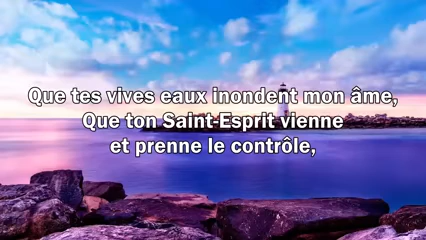 Que tes vives eaux inondent mon âme,
Que ton Saint-Esprit vienne
et prenne le contrôle,